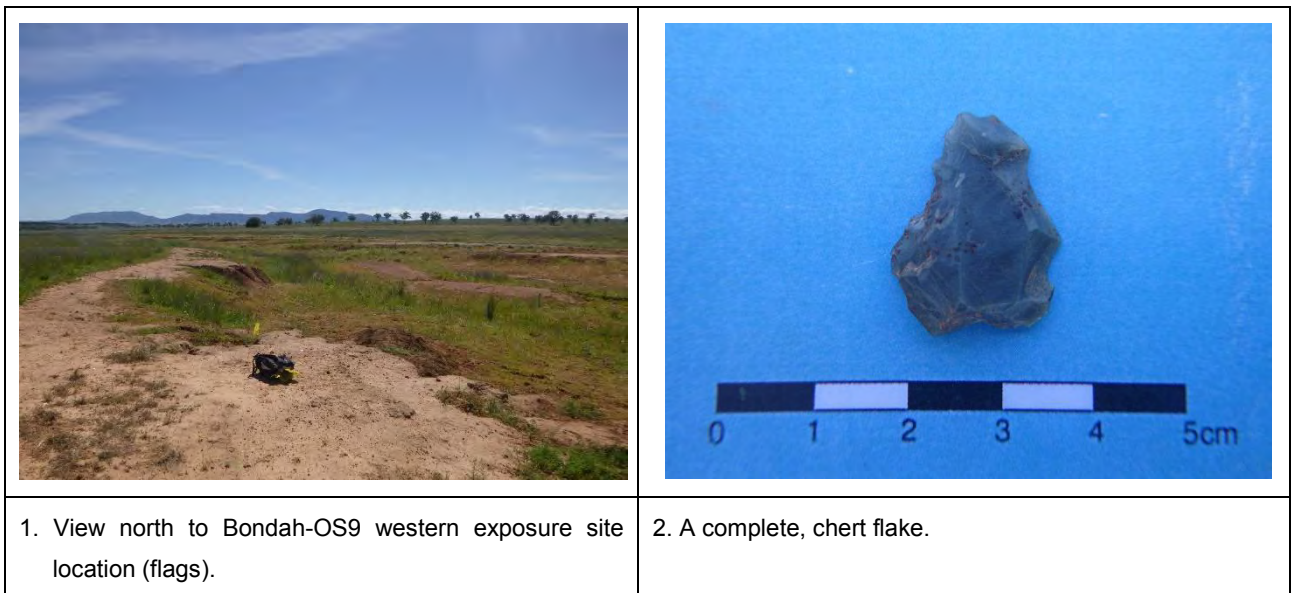 0 1 2 3 4 5cm
1. View north to Bondah-OS9 western exposure site
location (flags).
2. A complete, chert flake.